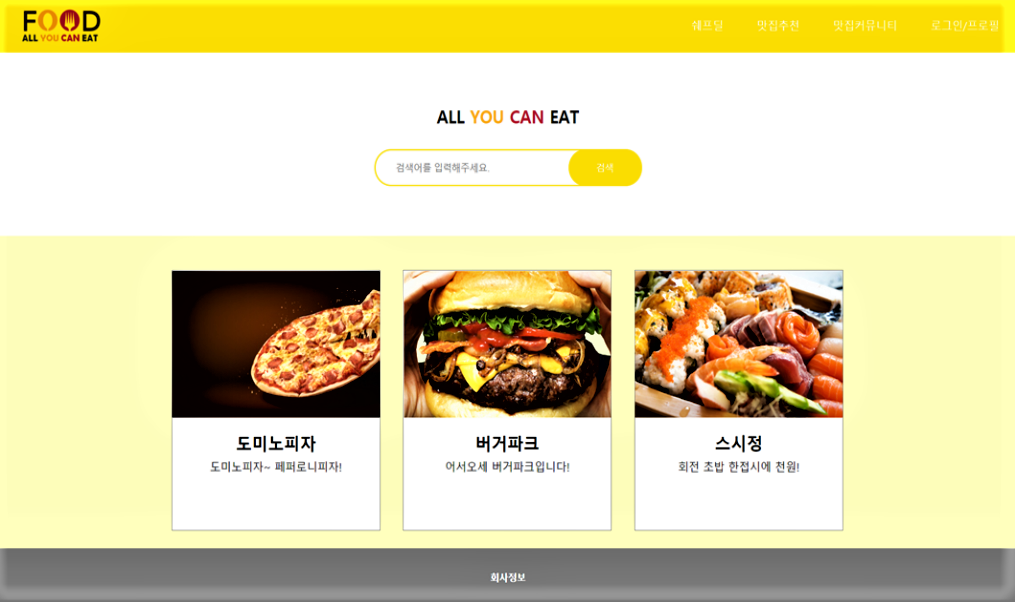 FOOD
ALL YOU CAN EAT
쉐프딜 맛집추천 맛집커뮤니티 로그인/프로필
ALL YOU CAN EAT
검색어를 입력해주세요. 검색
도미노피자 버거파크 스시정
도미노피자~ 페퍼로니피자! 어서오세 버거파크입니다! 회전 초밥 한접시에 천원!
회사정보